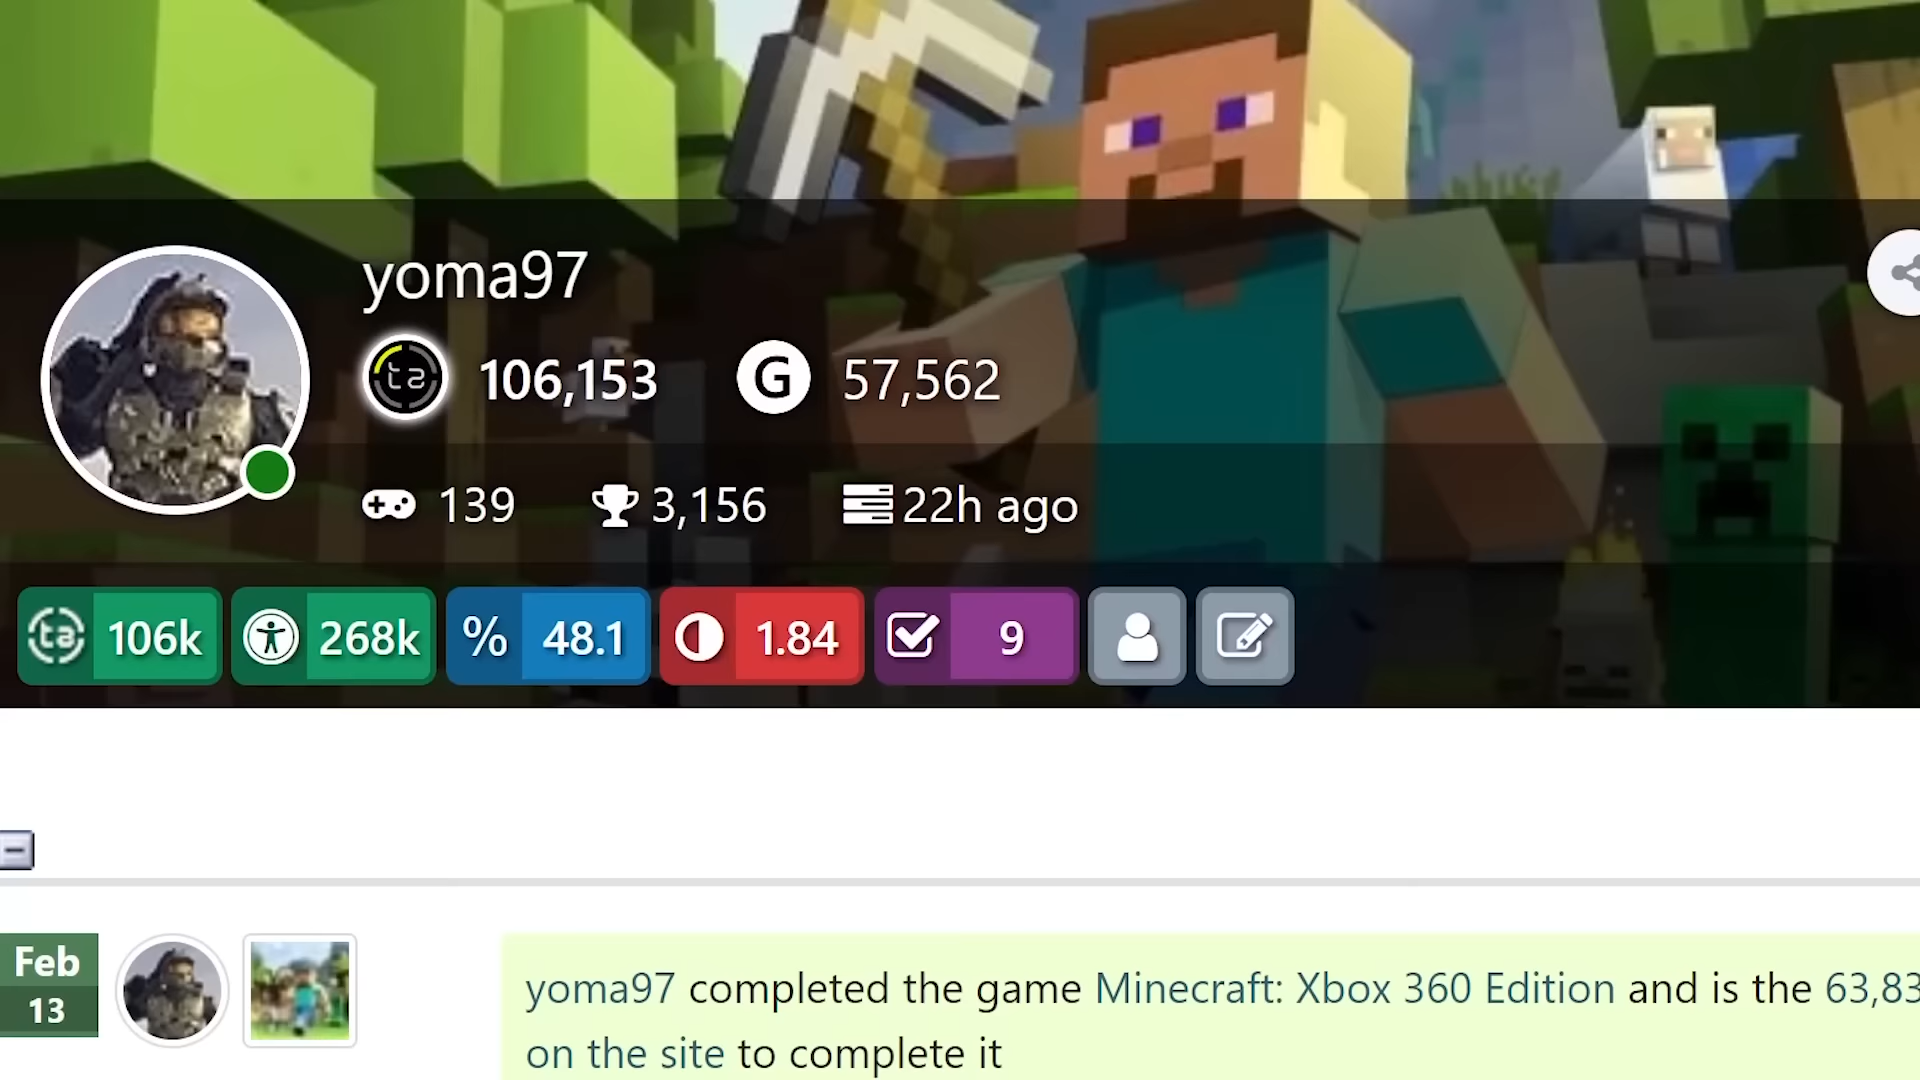 yoma97
ta 106,153 G 57,562
139 3,156 22h ago
ta 106k 268k % 48.1 1.84 9
Feb
13
yoma97 completed the game Minecraft: Xbox 360 Edition and is the 63,83
on the site to complete it